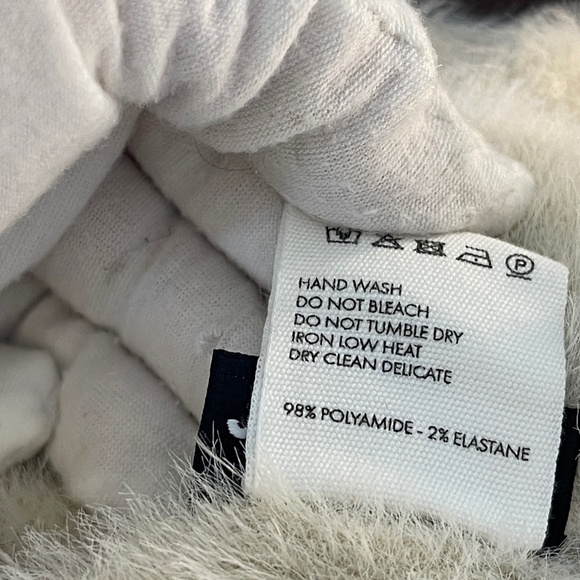 P
HAND WASH
DO NOT BLEACH
DO NOT TUMBLE DRY
IRON LOW HEAT
DRY CLEAN DELICATE
98% POLYAMIDE - 2% ELASTANE